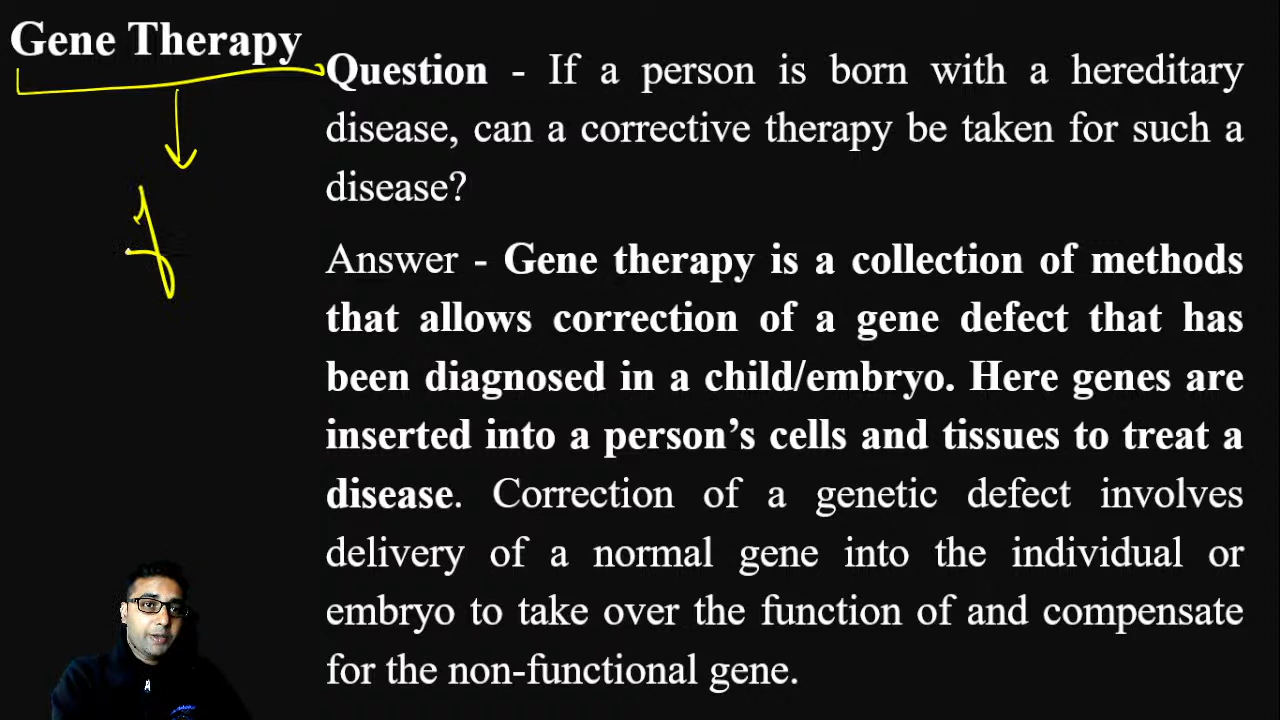 Gene Therapy
Question - If a person is born with a hereditary
disease, can a corrective therapy be taken for such a
disease?
Answer - Gene therapy is a collection of methods
that allows correction of a gene defect that has
been diagnosed in a child/embryo. Here genes are
inserted into a person’s cells and tissues to treat a
disease. Correction of a genetic defect involves
delivery of a normal gene into the individual or
embryo to take over the function of and compensate
for the non-functional gene.